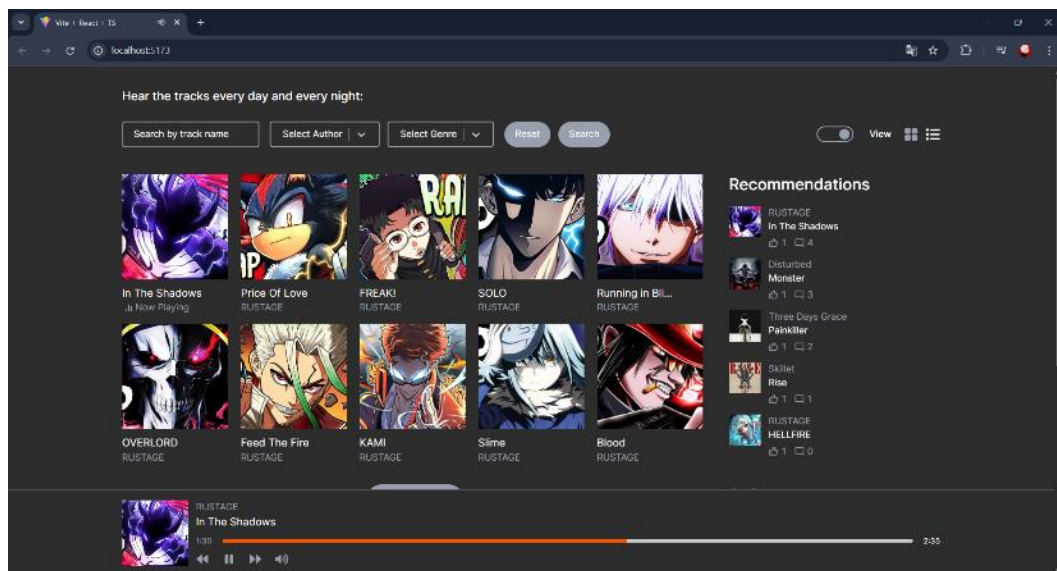 Vite + React + TS
localhost:5173
Hear the tracks every day and every night:
Search by track name
Select Author
Select Genre
Reset
Search
View
RAP
In The Shadows
Now Playing
Price Of Love
RUSTAGE
FREAK!
RUSTAGE
SOLO
RUSTAGE
Running in Bli...
RUSTAGE
OVERLORD
RUSTAGE
Feed The Fire
RUSTAGE
KAMI
RUSTAGE
Slime
RUSTAGE
Blood
RUSTAGE
Recommendations
RUSTAGE
In The Shadows
1 4
Disturbed
Monster
1 3
Three Days Grace
Painkiller
1 2
Skillet
Rise
1 1
RUSTAGE
HELLFIRE
1 0
RUSTAGE
In The Shadows
1:30
2:35